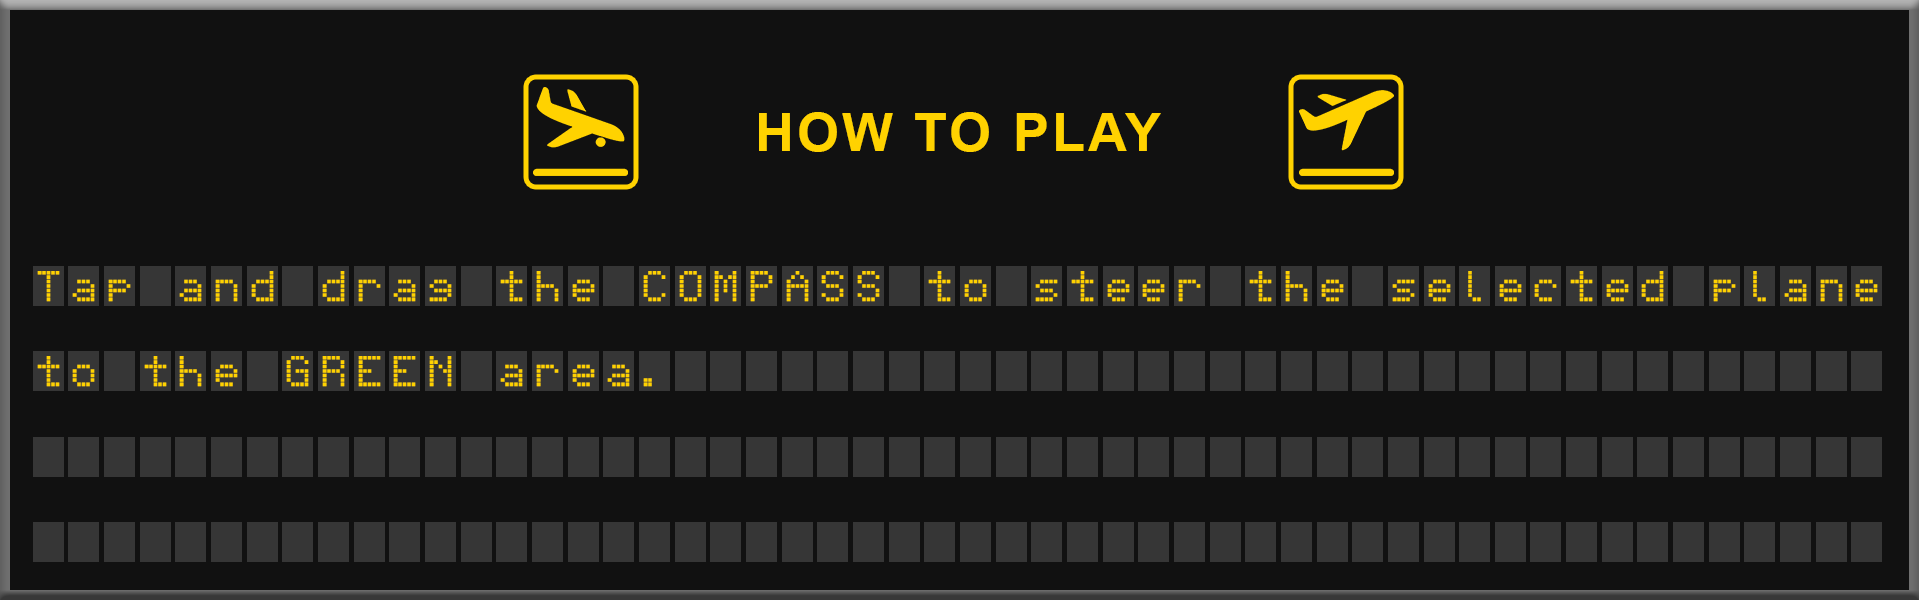 HOW TO PLAY
Tap and drag the COMPASS to steer the selected plane
to the GREEN area.